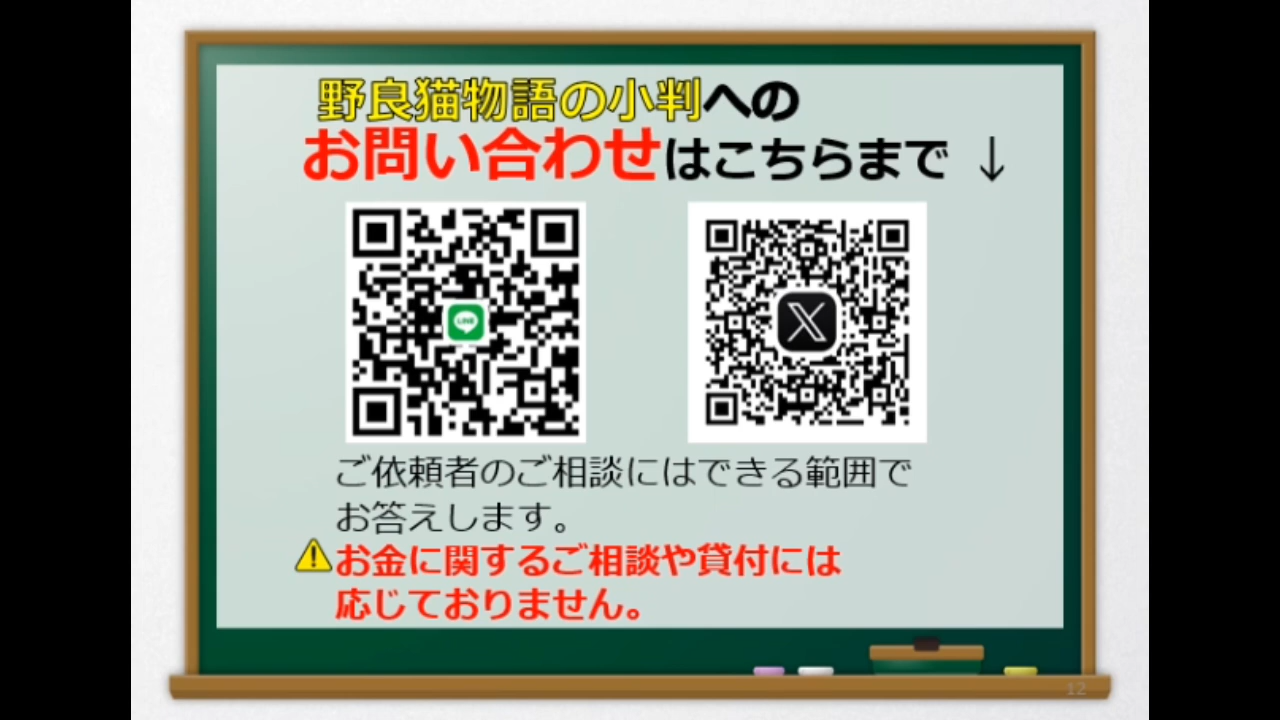 野良猫物語の小判への
お問い合わせはこちらまで ↓
LINE
X
ご依頼者のご相談にはできる範囲で
お答えします。
⚠お金に関するご相談や貸付には
応じておりません。
12